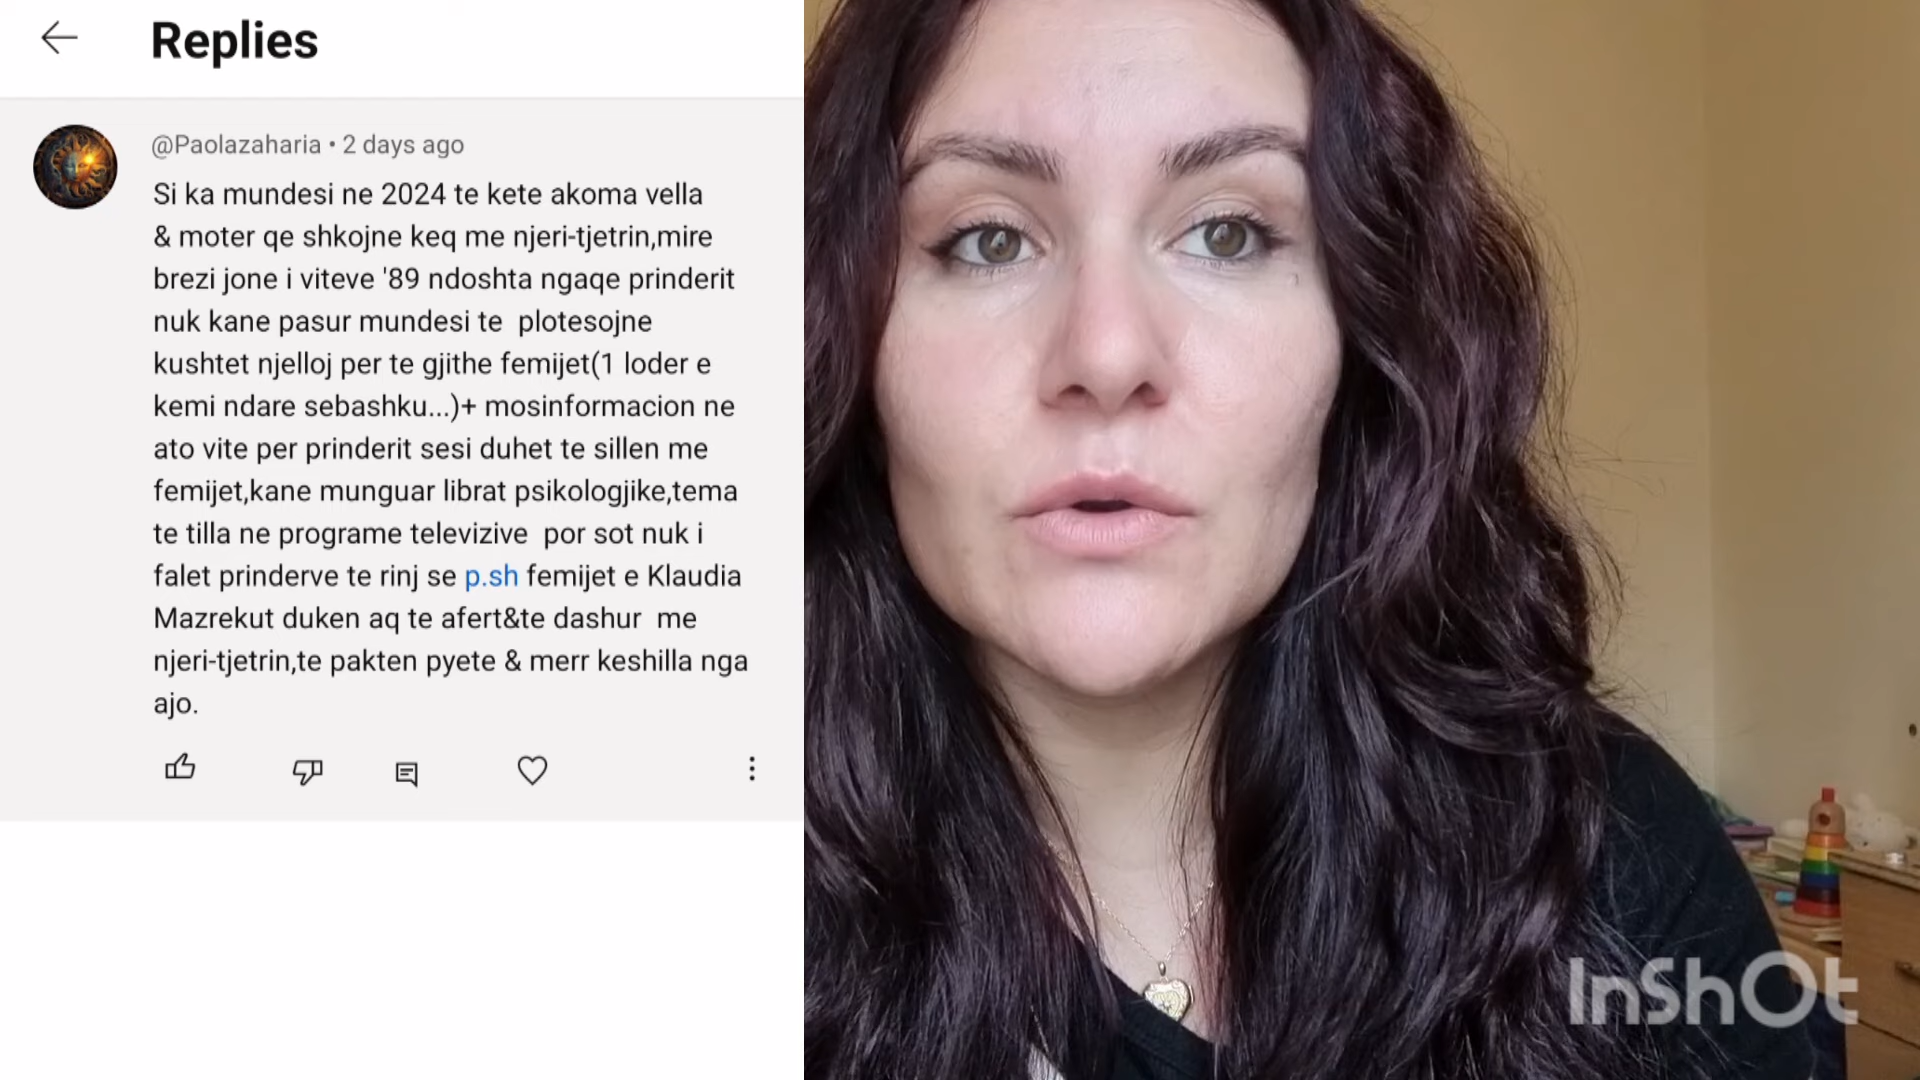 Replies
@Paolazaharia • 2 days ago
Si ka mundesi ne 2024 te kete akoma vella
& moter qe shkojne keq me njeri-tjetrin,mire
brezi jone i viteve '89 ndoshta ngaqe prinderit
nuk kane pasur mundesi te  plotesojne
kushtet njelloj per te gjithe femijet(1 loder e
kemi ndare sebashku...)+ mosinformacion ne
ato vite per prinderit sesi duhet te sillen me
femijet,kane munguar librat psikologjike,tema
te tilla ne programe televizive  por sot nuk i
falet prinderve te rinj se p.sh femijet e Klaudia
Mazrekut duken aq te afert&te dashur  me
njeri-tjetrin,te pakten pyete & merr keshilla nga
ajo.
InShOt